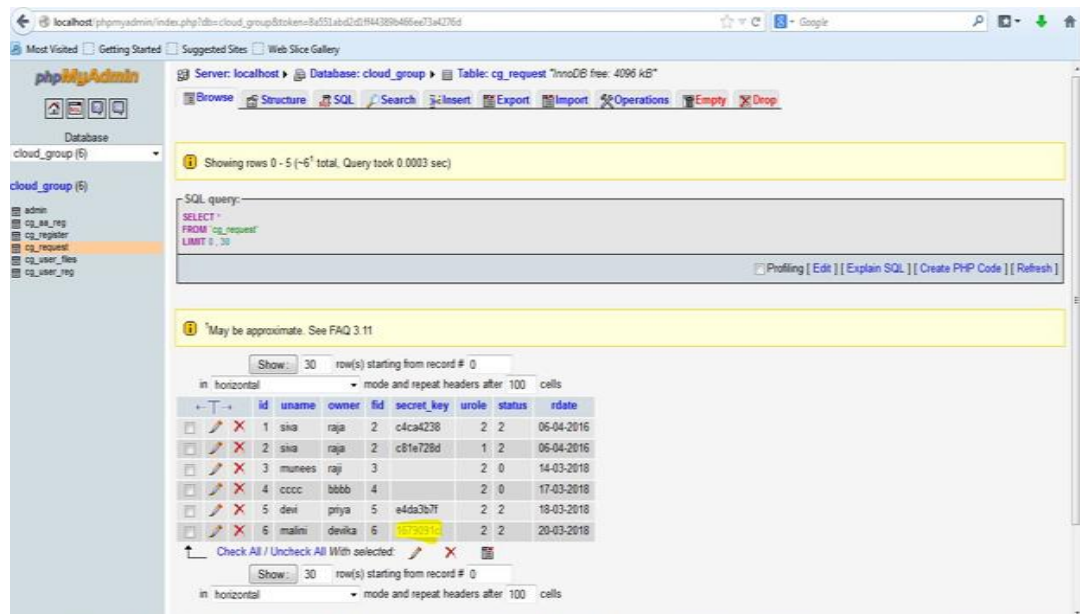 localhost/phpmyadmin/index.php?db=cloud_group&token=8a551abd2d1ff44389b466ee73a4276d
Google
Most Visited Getting Started Suggested Sites Web Slice Gallery
phpMyAdmin
Database
cloud_group (6)
cloud_group (6)
admin
cg_aa_reg
cg_register
cg_request
cg_user_files
cg_user_reg
Server: localhost Database: cloud_group Table: cg_request "InnoDB free: 4096 kB"
Browse Structure SQL Search Insert Export Import Operations Empty Drop
Showing rows 0 - 5 (~6¹ total, Query took 0.0003 sec)
SQL query:
SELECT *
FROM `cg_request`
LIMIT 0 , 30
Profiling [ Edit ] [ Explain SQL ] [ Create PHP Code ] [ Refresh ]
¹May be approximate. See FAQ 3.11
Show: 30 row(s) starting from record # 0
in horizontal mode and repeat headers after 100 cells
←T→ id uname owner fid secret_key urole status rdate
1 siva raja 2 c4ca4238 2 2 06-04-2016
2 siva raja 2 c81e728d 1 2 06-04-2016
3 munees raji 3 2 0 14-03-2018
4 cccc bbbb 4 2 0 17-03-2018
5 devi priya 5 e4da3b7f 2 2 18-03-2018
6 malini devika 6 1679091c 2 2 20-03-2018
Check All / Uncheck All With selected:
Show: 30 row(s) starting from record # 0
in horizontal mode and repeat headers after 100 cells